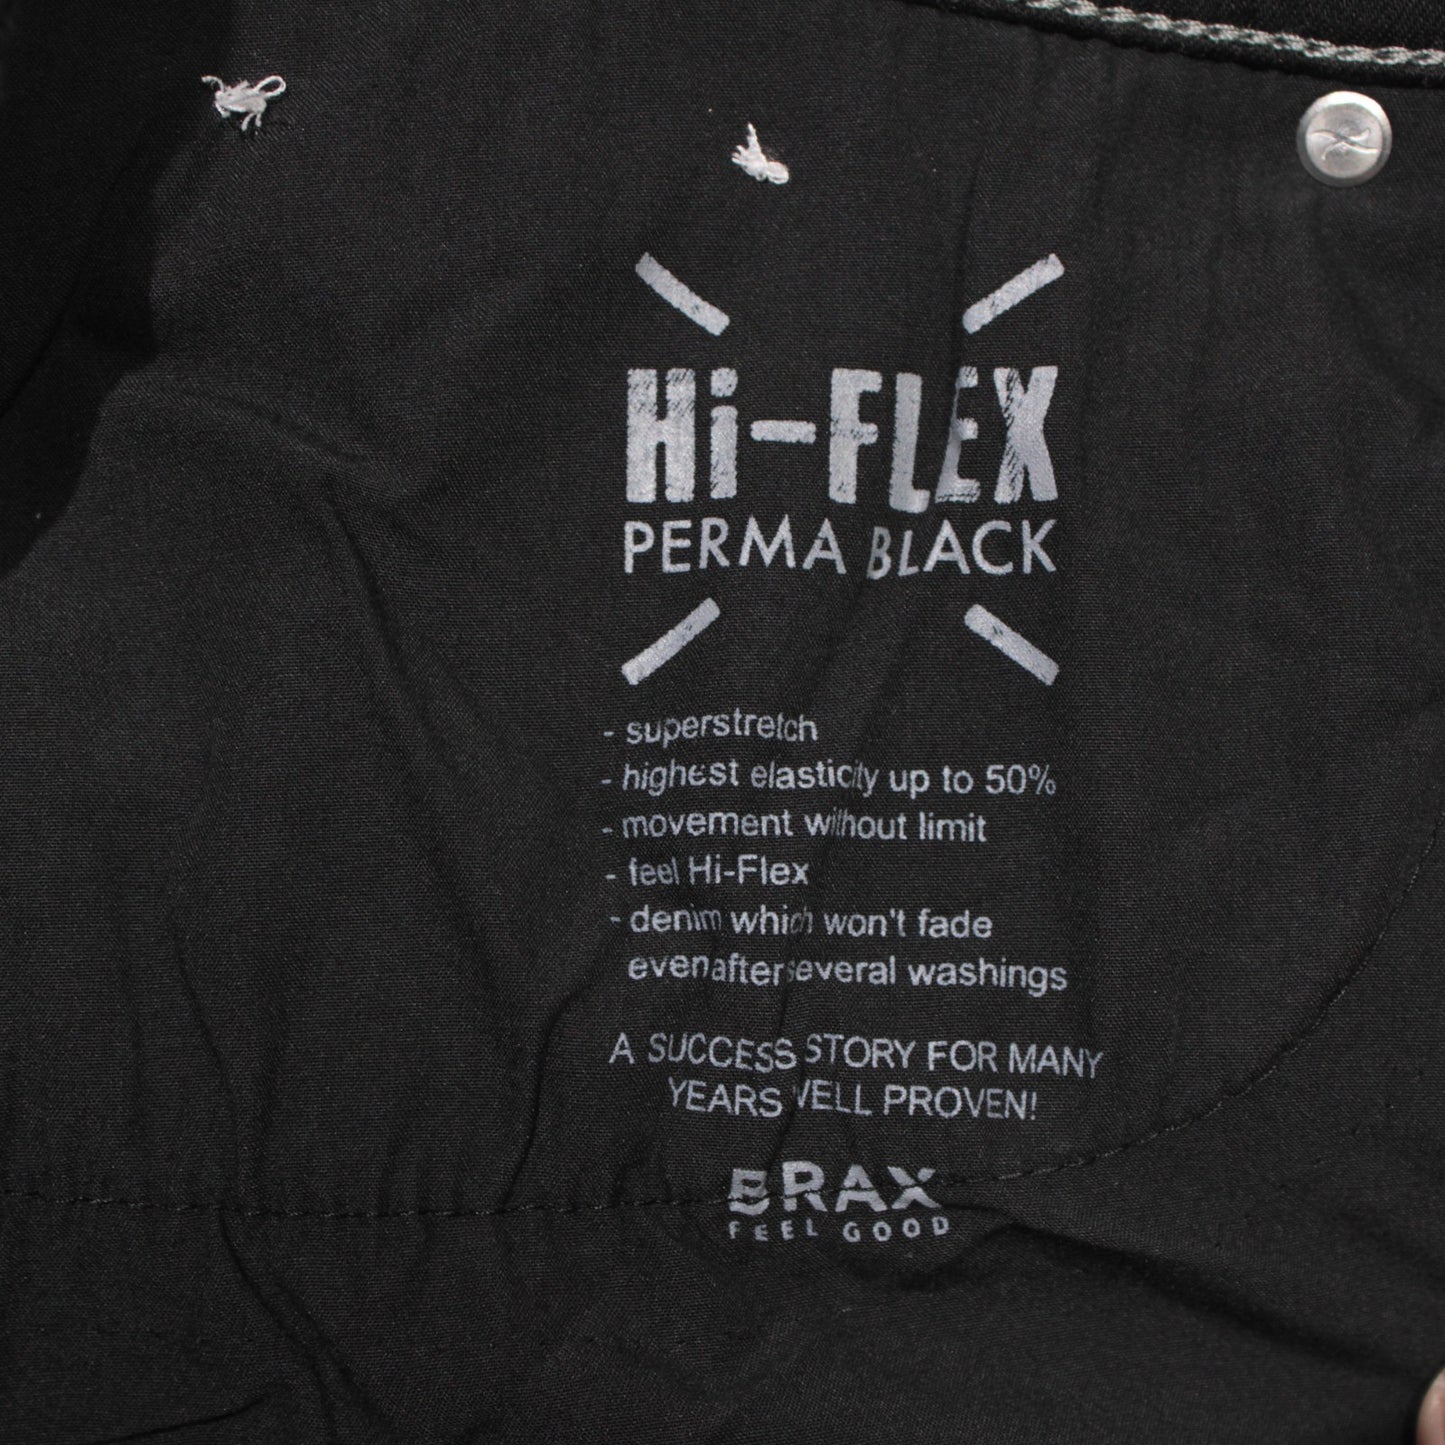 Hi-FLEX
PERMA BLACK
- superstretch
- highest elasticity up to 50%
- movement without limit
- feel Hi-Flex
- denim which won't fade
even after several washings
A SUCCESS STORY FOR MANY
YEARS WELL PROVEN!
BRAX
FEEL GOOD